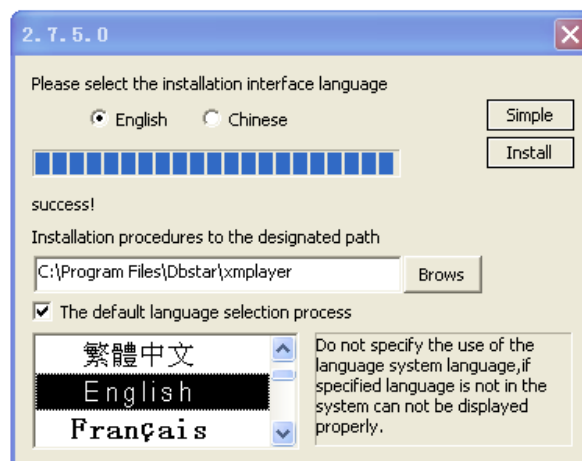 2.7.5.0
Please select the installation interface language
English
Chinese
Simple
Install
success!
Installation procedures to the designated path
C:\Program Files\Dbstar\xmplayer
Brows
The default language selection process
繁體中文
English
Français
Do not specify the use of the
language system language,if
specified language is not in the
system can not be displayed
properly.